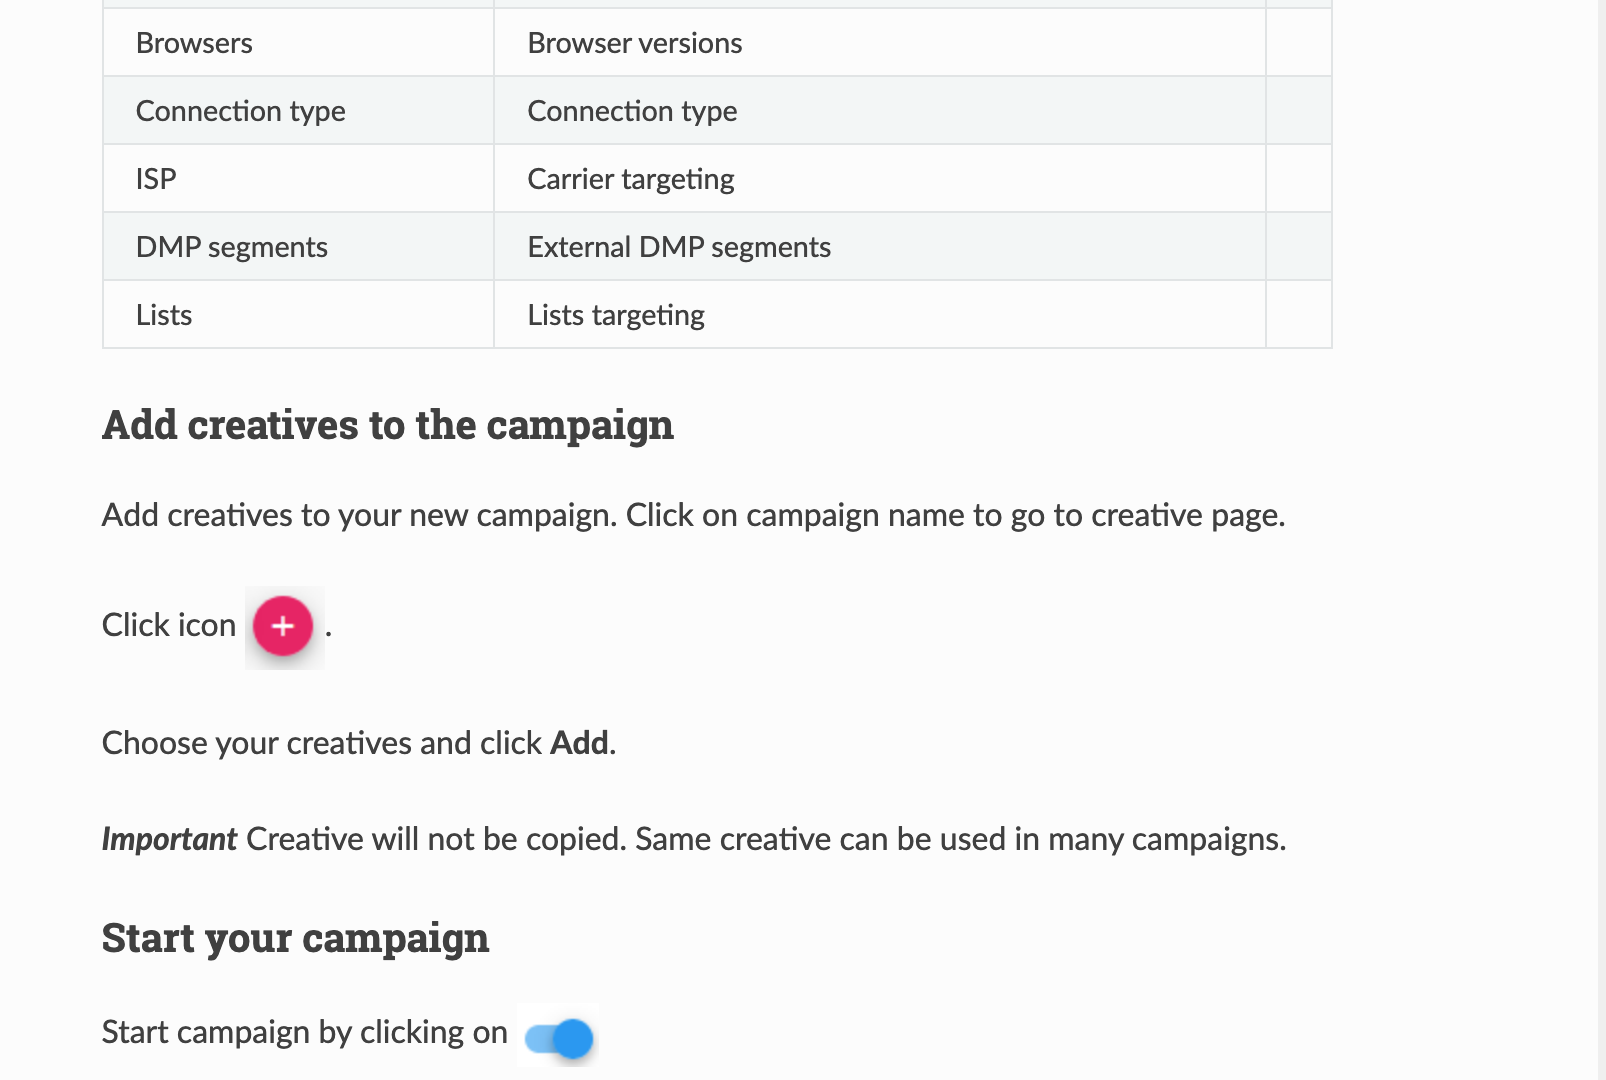 Browsers Browser versions
Connection type Connection type
ISP Carrier targeting
DMP segments External DMP segments
Lists Lists targeting
Add creatives to the campaign
Add creatives to your new campaign. Click on campaign name to go to creative page.
Click icon + .
Choose your creatives and click Add.
Important Creative will not be copied. Same creative can be used in many campaigns.
Start your campaign
Start campaign by clicking on